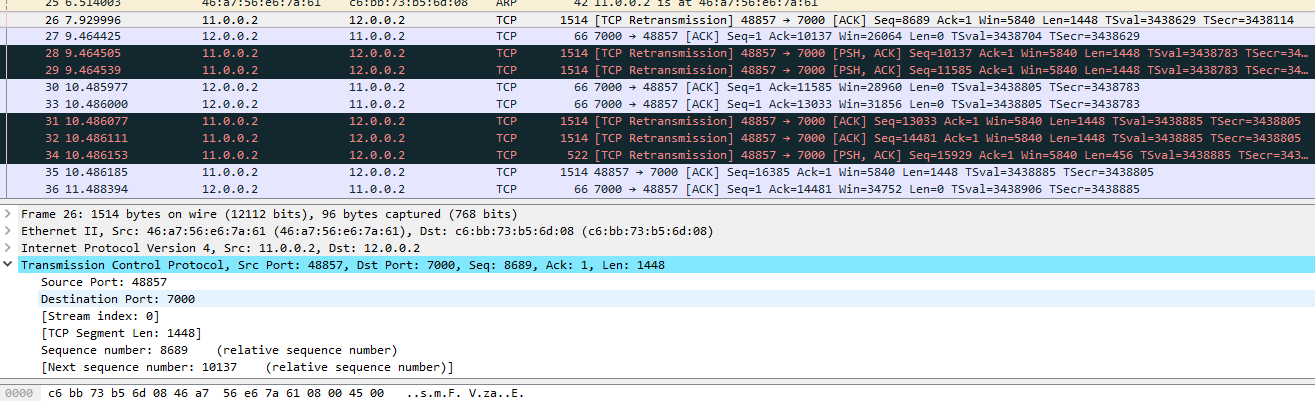 25 6.514003 46:a7:56:e6:7a:61 c6:bb:73:b5:6d:08 ARP 42 11.0.0.2 is at 46:a7:56:e6:7a:61
26 7.929996 11.0.0.2 12.0.0.2 TCP 1514 [TCP Retransmission] 48857 → 7000 [ACK] Seq=8689 Ack=1 Win=5840 Len=1448 TSval=3438629 TSecr=3438114
27 9.464425 12.0.0.2 11.0.0.2 TCP 66 7000 → 48857 [ACK] Seq=1 Ack=10137 Win=26064 Len=0 TSval=3438704 TSecr=3438629
28 9.464505 11.0.0.2 12.0.0.2 TCP 1514 [TCP Retransmission] 48857 → 7000 [PSH, ACK] Seq=10137 Ack=1 Win=5840 Len=1448 TSval=3438783 TSecr=34…
29 9.464539 11.0.0.2 12.0.0.2 TCP 1514 [TCP Retransmission] 48857 → 7000 [PSH, ACK] Seq=11585 Ack=1 Win=5840 Len=1448 TSval=3438783 TSecr=34…
30 10.485977 12.0.0.2 11.0.0.2 TCP 66 7000 → 48857 [ACK] Seq=1 Ack=11585 Win=28960 Len=0 TSval=3438805 TSecr=3438783
33 10.486000 12.0.0.2 11.0.0.2 TCP 66 7000 → 48857 [ACK] Seq=1 Ack=13033 Win=31856 Len=0 TSval=3438805 TSecr=3438783
31 10.486077 11.0.0.2 12.0.0.2 TCP 1514 [TCP Retransmission] 48857 → 7000 [ACK] Seq=13033 Ack=1 Win=5840 Len=1448 TSval=3438885 TSecr=3438805
32 10.486111 11.0.0.2 12.0.0.2 TCP 1514 [TCP Retransmission] 48857 → 7000 [ACK] Seq=14481 Ack=1 Win=5840 Len=1448 TSval=3438885 TSecr=3438805
34 10.486153 11.0.0.2 12.0.0.2 TCP 522 [TCP Retransmission] 48857 → 7000 [PSH, ACK] Seq=15929 Ack=1 Win=5840 Len=456 TSval=3438885 TSecr=343…
35 10.486185 11.0.0.2 12.0.0.2 TCP 1514 48857 → 7000 [ACK] Seq=16385 Ack=1 Win=5840 Len=1448 TSval=3438885 TSecr=3438805
36 11.488394 12.0.0.2 11.0.0.2 TCP 66 7000 → 48857 [ACK] Seq=1 Ack=14481 Win=34752 Len=0 TSval=3438906 TSecr=3438885
Frame 26: 1514 bytes on wire (12112 bits), 96 bytes captured (768 bits)
Ethernet II, Src: 46:a7:56:e6:7a:61 (46:a7:56:e6:7a:61), Dst: c6:bb:73:b5:6d:08 (c6:bb:73:b5:6d:08)
Internet Protocol Version 4, Src: 11.0.0.2, Dst: 12.0.0.2
Transmission Control Protocol, Src Port: 48857, Dst Port: 7000, Seq: 8689, Ack: 1, Len: 1448
Source Port: 48857
Destination Port: 7000
[Stream index: 0]
[TCP Segment Len: 1448]
Sequence number: 8689 (relative sequence number)
[Next sequence number: 10137 (relative sequence number)]
0000 c6 bb 73 b5 6d 08 46 a7 56 e6 7a 61 08 00 45 00 ..s.m.F. V.za..E.